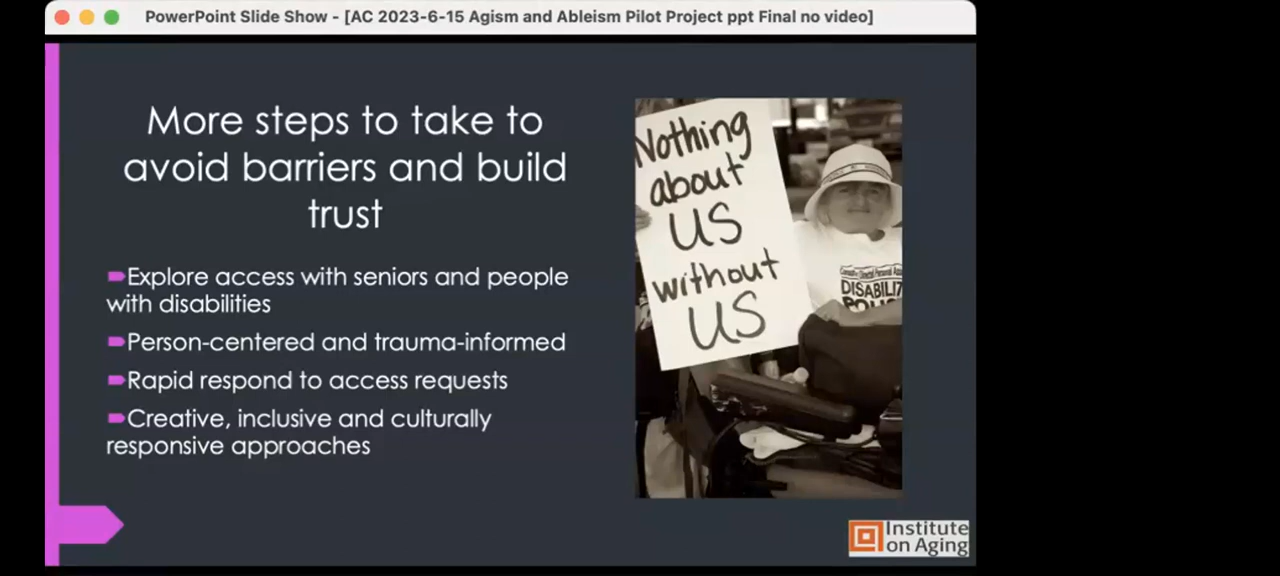 PowerPoint Slide Show - [AC 2023-6-15 Agism and Ableism Pilot Project ppt Final no video]
More steps to take to
avoid barriers and build
trust
Explore access with seniors and people
with disabilities
Person-centered and trauma-informed
Rapid respond to access requests
Creative, inclusive and culturally
responsive approaches
Nothing
about
US
without
US
DISABILI
Institute
on Aging